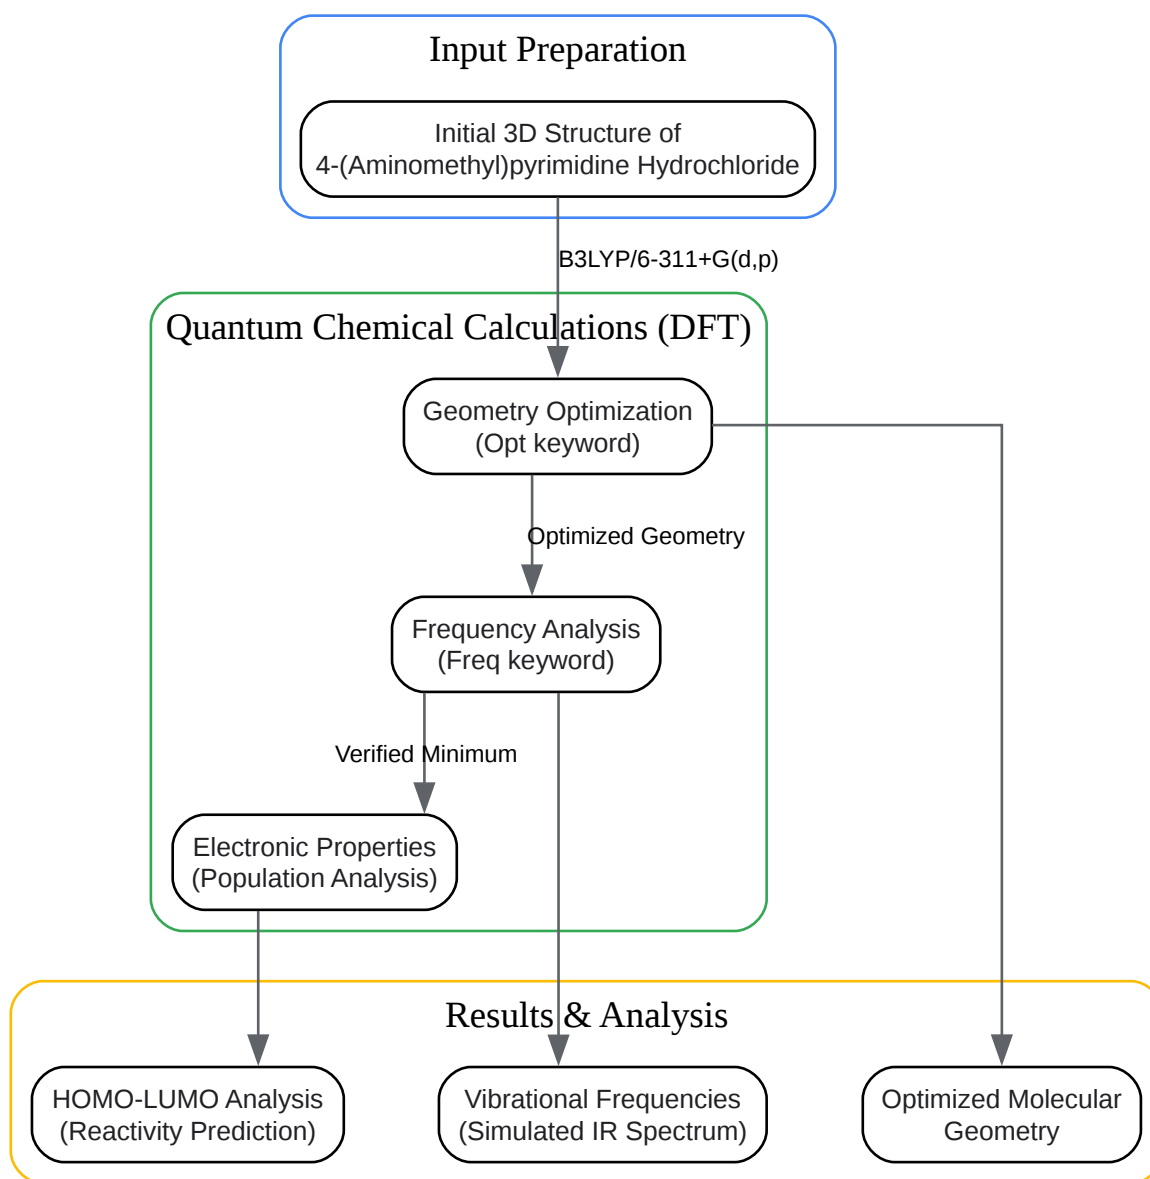 Input Preparation
Initial 3D Structure of
4-(Aminomethyl)pyrimidine Hydrochloride
B3LYP/6-311+G(d,p)
Quantum Chemical Calculations (DFT)
Geometry Optimization
(Opt keyword)
Optimized Geometry
Frequency Analysis
(Freq keyword)
Verified Minimum
Electronic Properties
(Population Analysis)
Results & Analysis
HOMO-LUMO Analysis
(Reactivity Prediction)
Vibrational Frequencies
(Simulated IR Spectrum)
Optimized Molecular
Geometry